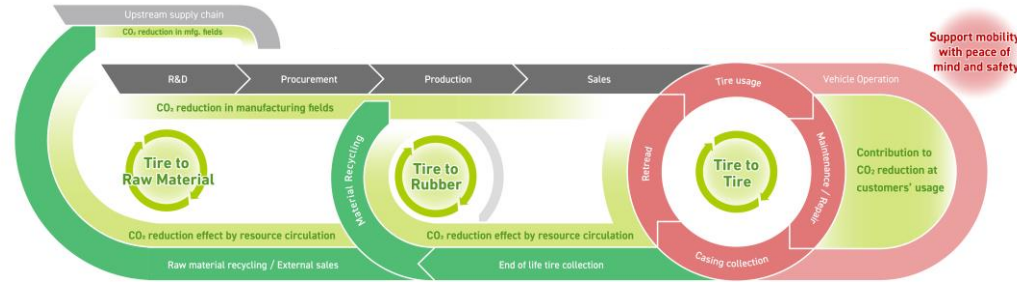 Upstream supply chain
CO₂ reduction in mfg. fields
Support mobility
with peace of
mind and safety
R&D
Procurement
Production
Sales
Tire usage
Vehicle Operation
CO₂ reduction in manufacturing fields
Tire to
Raw Material
Material Recycling
Tire to
Rubber
Retread
Tire to
Tire
Maintenance / Repair
Contribution to
CO₂ reduction at
customers' usage
CO₂ reduction effect by resource circulation
CO₂ reduction effect by resource circulation
Casing collection
Raw material recycling / External sales
End of life tire collection